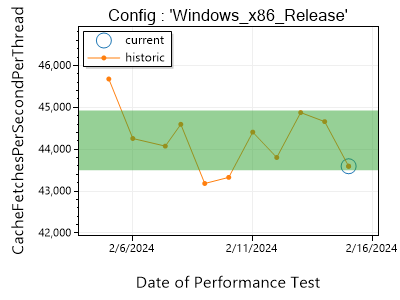 Config : 'Windows_x86_Release'
CacheFetchesPerSecondPerThread
current
historic
46,000
45,000
44,000
43,000
42,000
2/6/2024
2/11/2024
2/16/2024
Date of Performance Test